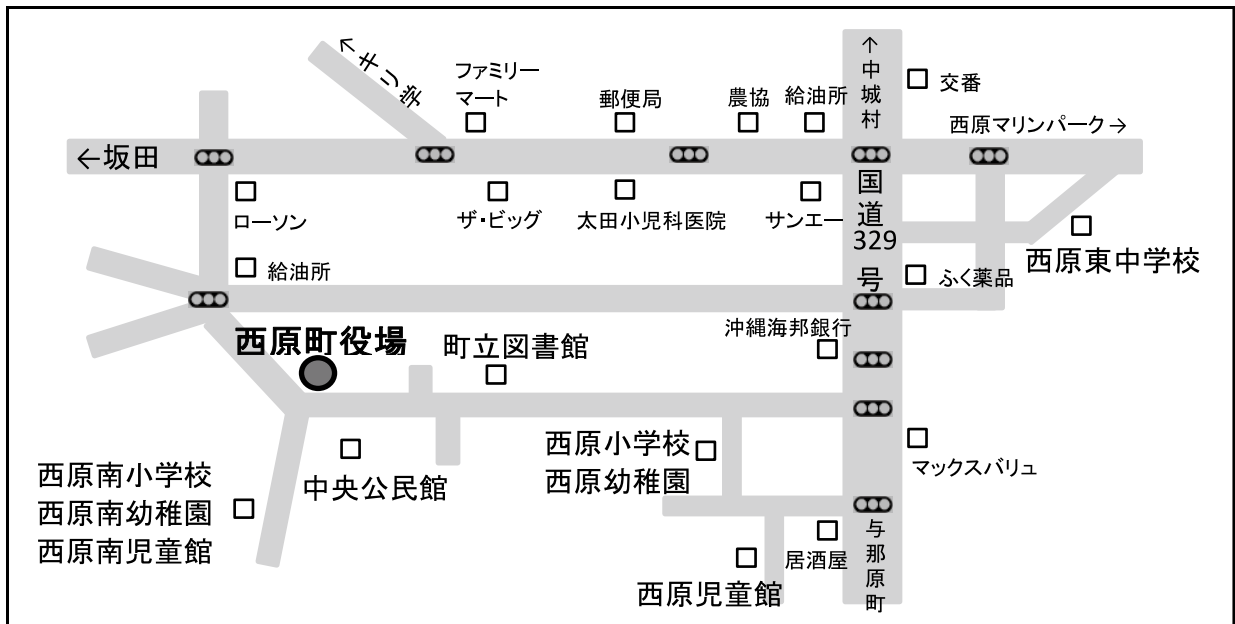 ↑キリ学
ファミリー
マート
郵便局
農協
給油所
↑中城村
交番
西原マリンパーク→
←坂田
ローソン
ザ・ビッグ
太田小児科医院
サンエー
国道329号
西原東中学校
給油所
ふく薬品
西原町役場
町立図書館
沖縄海邦銀行
西原小学校
西原幼稚園
マックスバリュ
中央公民館
西原南小学校
西原南幼稚園
西原南児童館
居酒屋
西原児童館
与那原町